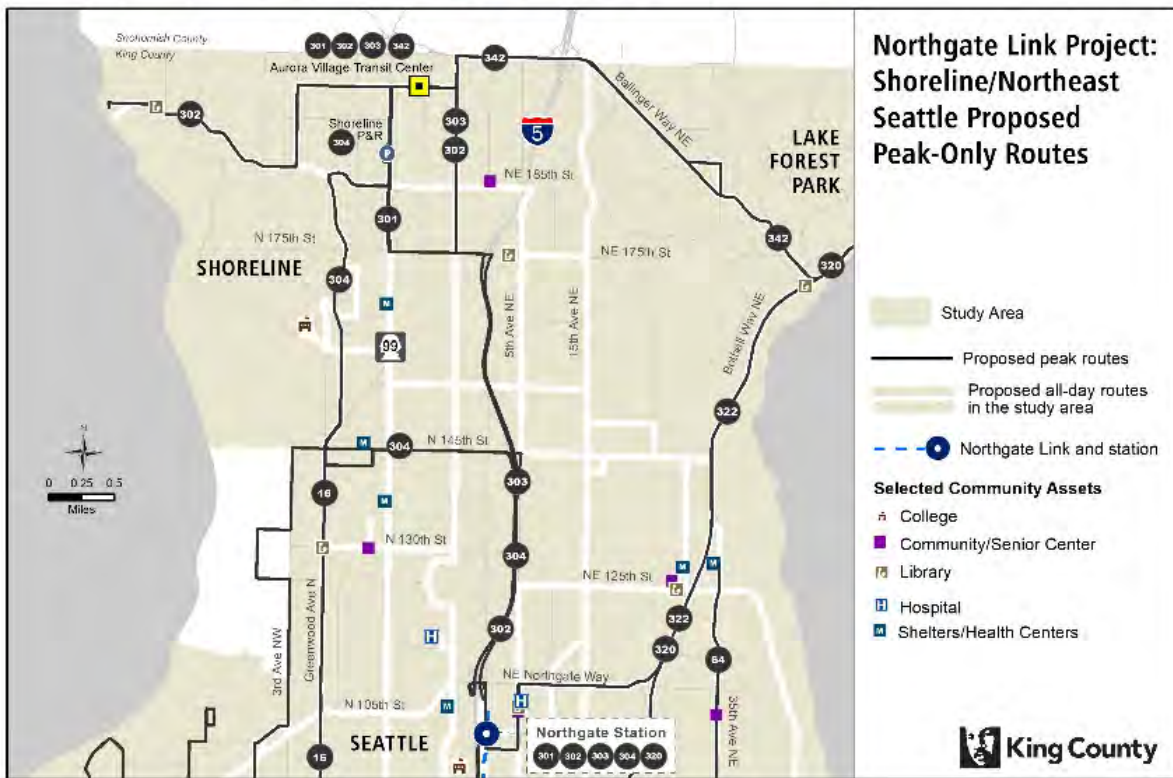 Northgate Link Project:
Shoreline/Northeast
Seattle Proposed
Peak-Only Routes
Snohomish County
King County
301 302 303 342
Aurora Village Transit Center
342
Ballinger Way NE
302
Shoreline
P&R
304
P
303
302
5
LAKE
FOREST
PARK
NE 185th St
301
N 175th St
NE 175th St
342
320
SHORELINE
304
M
99
5th Ave NE
15th Ave NE
Bothell Way NE
322
M
304
N 145th St
16
M
303
N 130th St
304
NE 125th St
M
M
3rd Ave NW
Greenwood Ave N
H
302
322
320
64
NE Northgate Way
N 105th St
M
H
35th Ave NE
SEATTLE
16
Northgate Station
301 302 303 304 320
0 0.25 0.5
Miles
Study Area
Proposed peak routes
Proposed all-day routes
in the study area
Northgate Link and station
Selected Community Assets
College
Community/Senior Center
Library
H Hospital
M Shelters/Health Centers
King County